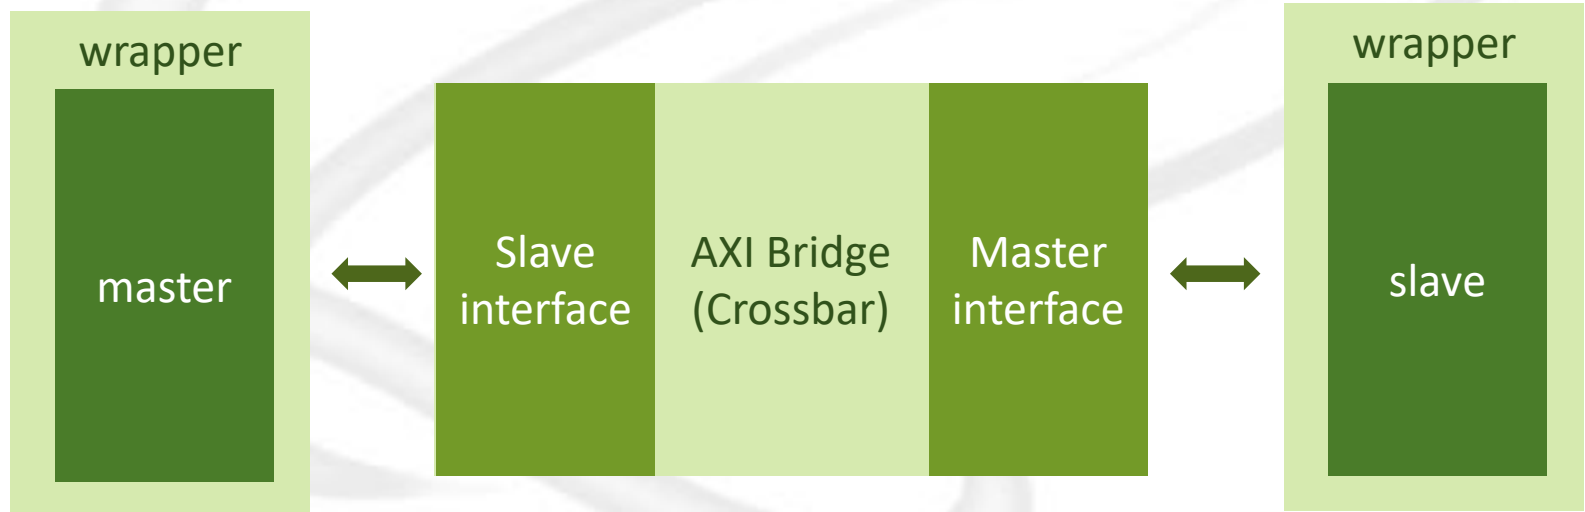 wrapper
master
Slave
interface
AXI Bridge
(Crossbar)
Master
interface
wrapper
slave